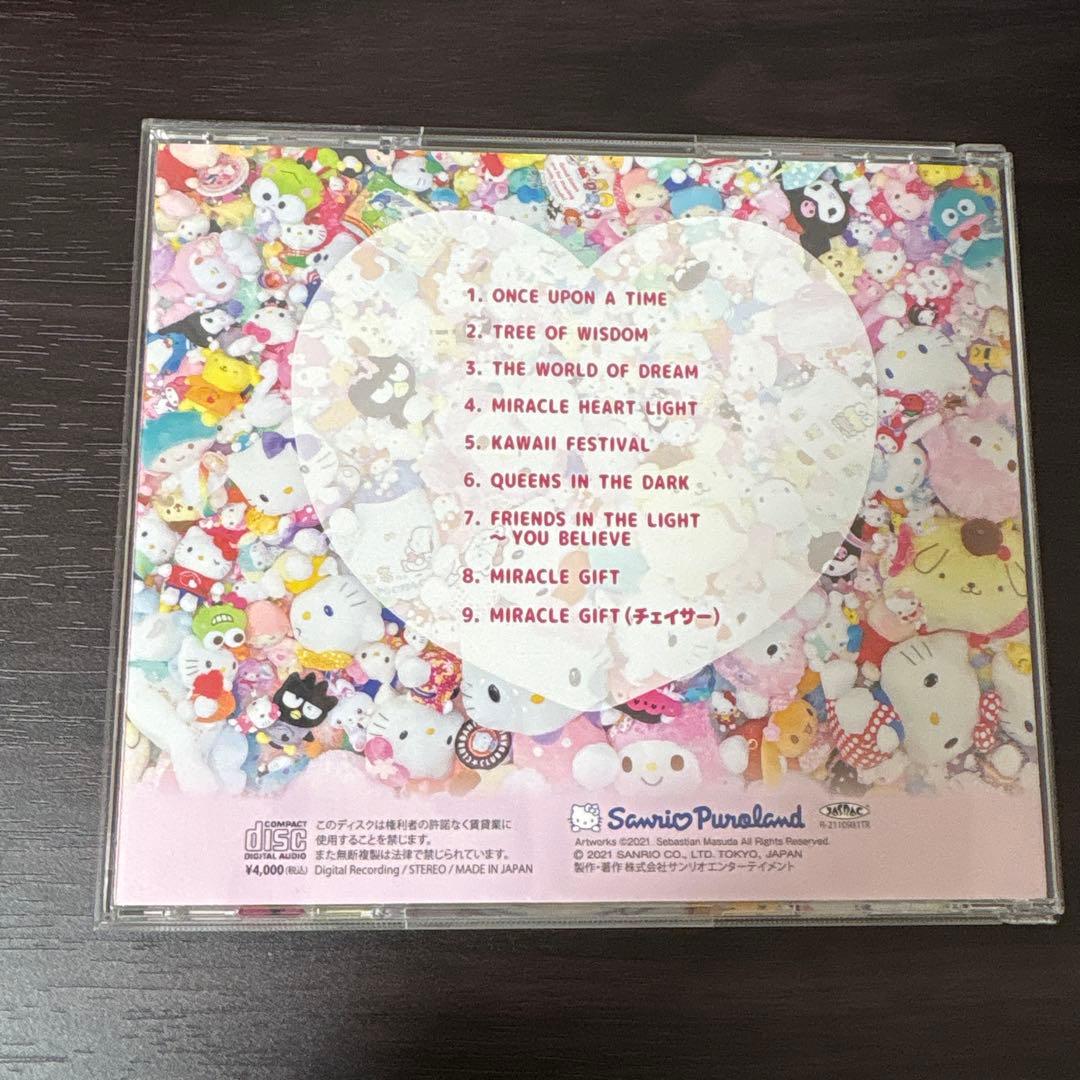 1. ONCE UPON A TIME
2. TREE OF WISDOM
3. THE WORLD OF DREAM
4. MIRACLE HEART LIGHT
5. KAWAII FESTIVAL
6. QUEENS IN THE DARK
7. FRIENDS IN THE LIGHT
～YOU BELIEVE
8. MIRACLE GIFT
9. MIRACLE GIFT(チェイサー)
COMPACT
disc
DIGITAL AUDIO
¥4,000(税込)
このディスクは権利者の許諾なく賃貸業に
使用することを禁じます。
また無断複製は法律で禁じられています。
Digital Recording / STEREO / MADE IN JAPAN
Sanrio Puroland
JASRAC
Artworks ©2021. Sebastian Masuda All Rights Reserved.
© 2021 SANRIO CO., LTD. TOKYO, JAPAN
製作・著作 株式会社サンリオエンターテイメント